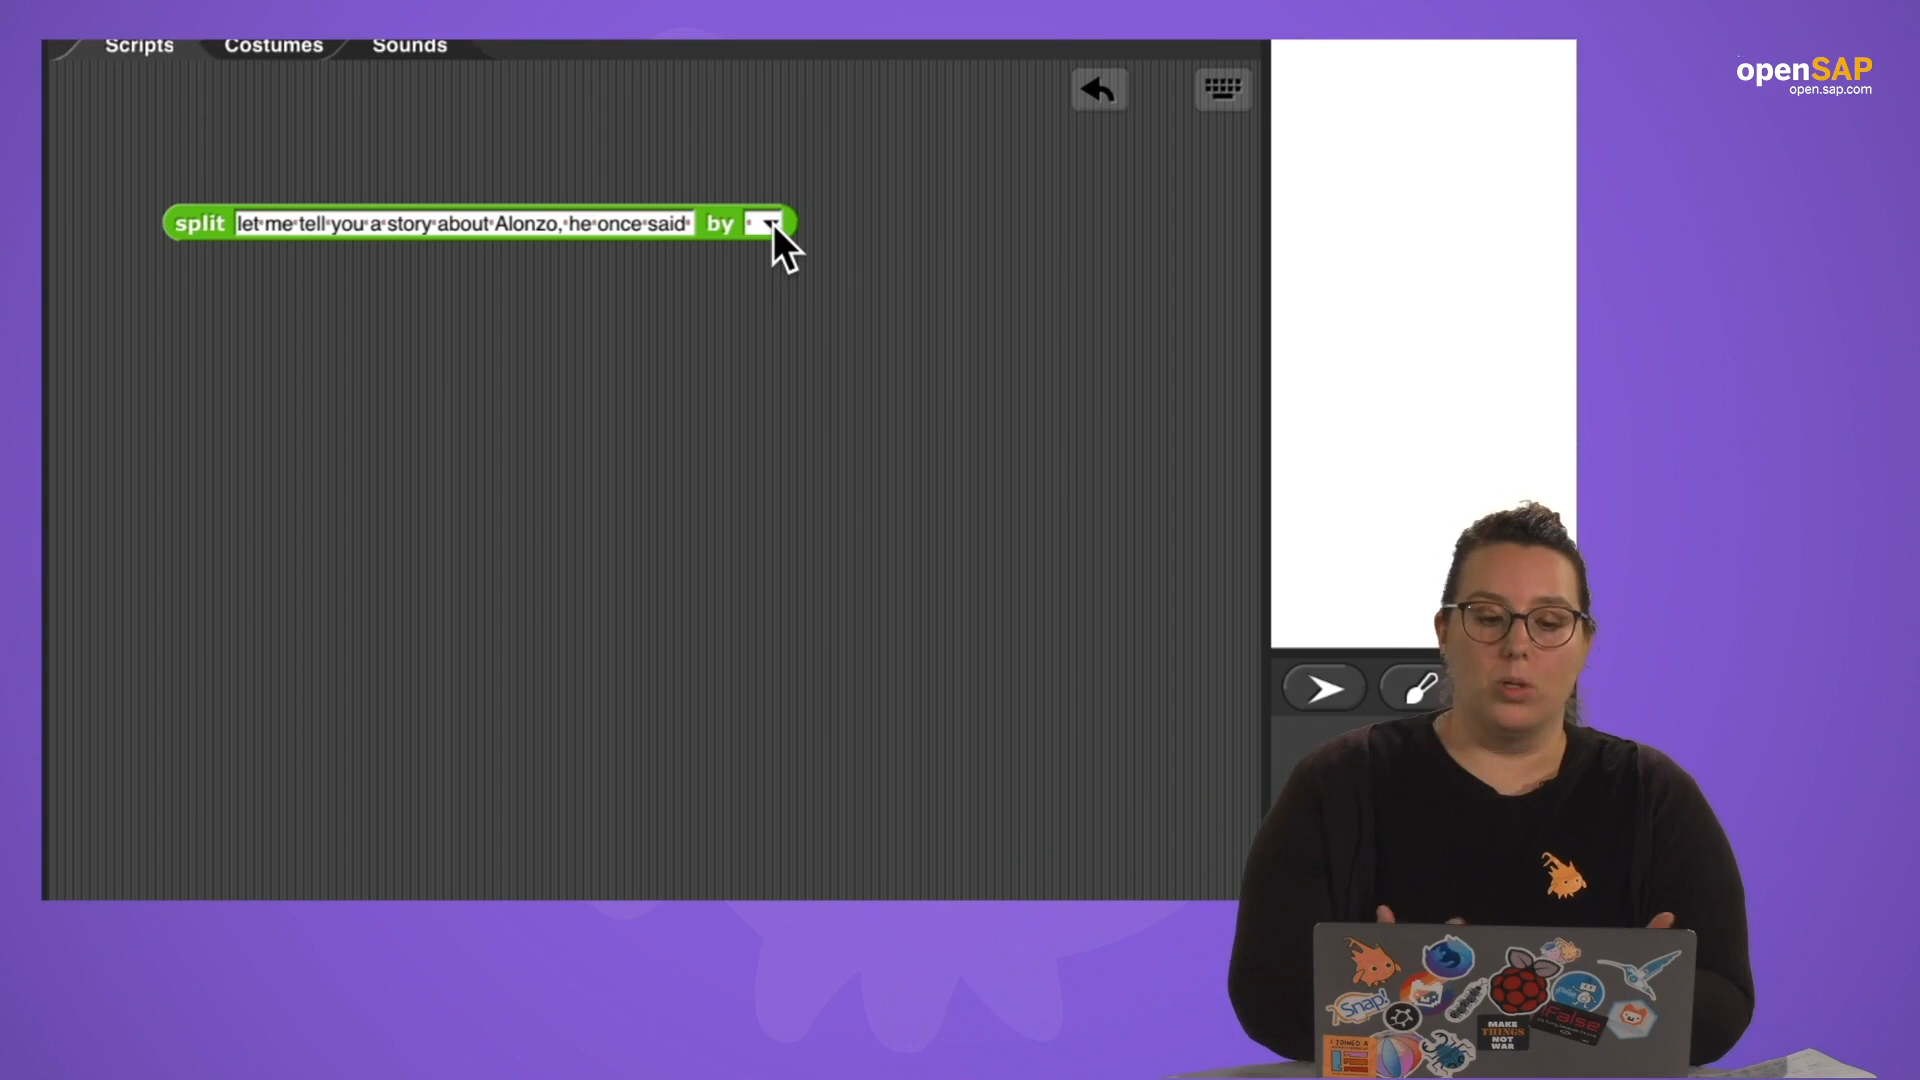 Scripts Costumes Sounds
openSAP
open.sap.com
split let me tell you a story about Alonzo, he once said by
Snap!
!False
MAKE
THINGS
NOT
WAR
I JOINED A